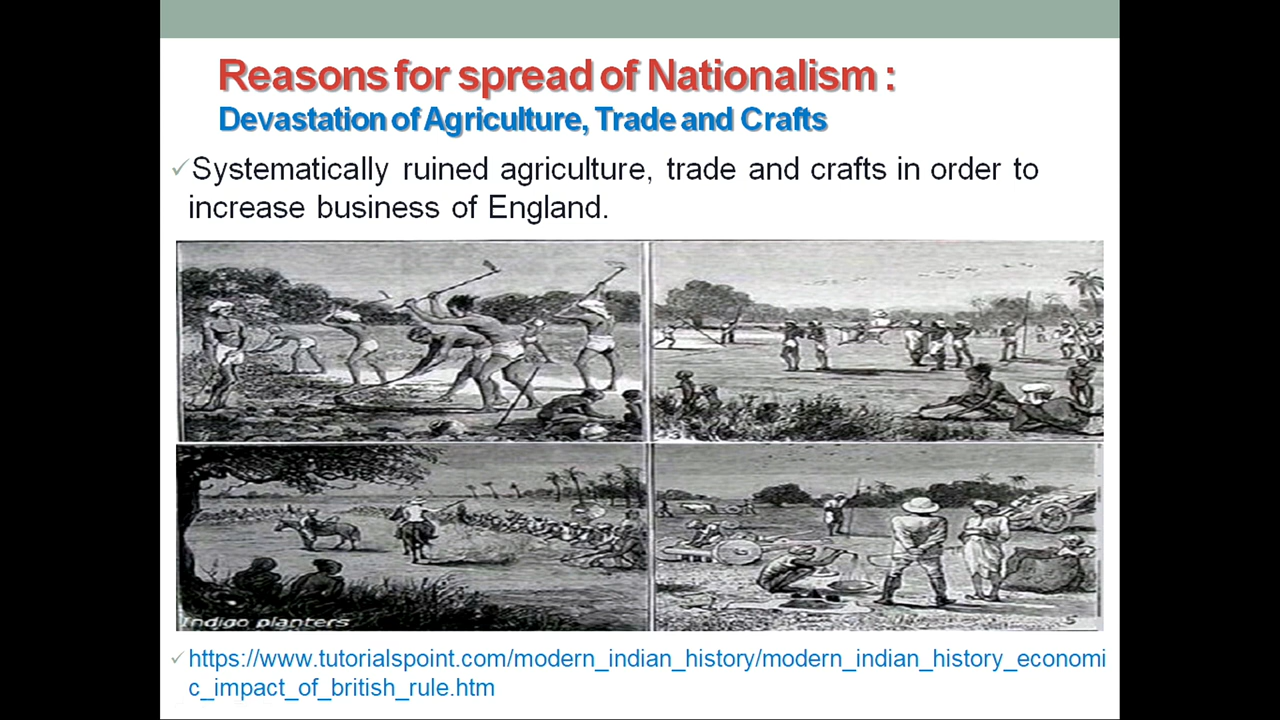 Reasons for spread of Nationalism :
Devastation of Agriculture, Trade and Crafts
✓Systematically ruined agriculture, trade and crafts in order to
increase business of England.
Indigo planters
✓https://www.tutorialspoint.com/modern_indian_history/modern_indian_history_economi
c_impact_of_british_rule.htm